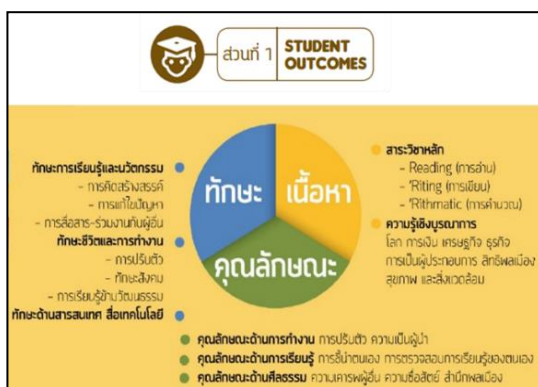 ส่วนที่ 1
STUDENT
OUTCOMES
ทักษะการเรียนรู้และนวัตกรรม
- การคิดสร้างสรรค์
- การแก้ไขปัญหา
- การสื่อสาร-ร่วมงานกับผู้อื่น
ทักษะชีวิตและการทำงาน
- การปรับตัว
- ทักษะสังคม
- การเรียนรู้ข้ามวัฒนธรรม
ทักษะด้านสารสนเทศ สื่อเทคโนโลยี
ทักษะ
เนื้อหา
คุณลักษณะ
สาระวิชาหลัก
- Reading (การอ่าน)
- 'Riting (การเขียน)
- 'Rithmatic (การคำนวณ)
ความรู้เชิงบูรณาการ
โลก การเงิน เศรษฐกิจ ธุรกิจ
การเป็นผู้ประกอบการ สิทธิพลเมือง
สุขภาพ และสิ่งแวดล้อม
คุณลักษณะด้านการทำงาน การปรับตัว ความเป็นผู้นำ
คุณลักษณะด้านการเรียนรู้ การชี้นำตนเอง การตรวจสอบการเรียนรู้ของตนเอง
คุณลักษณะด้านศีลธรรม ความเคารพผู้อื่น ความซื่อสัตย์ สำนึกพลเมือง